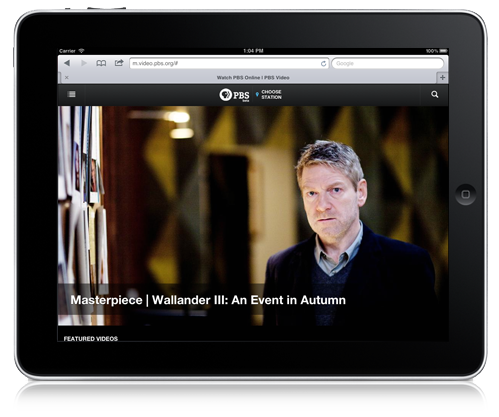 Carrier 1:04 PM 100%
m.video.pbs.org/# Google
Watch PBS Online | PBS Video
PBS CHOOSE
beta STATION
Masterpiece | Wallander III: An Event in Autumn
FEATURED VIDEOS